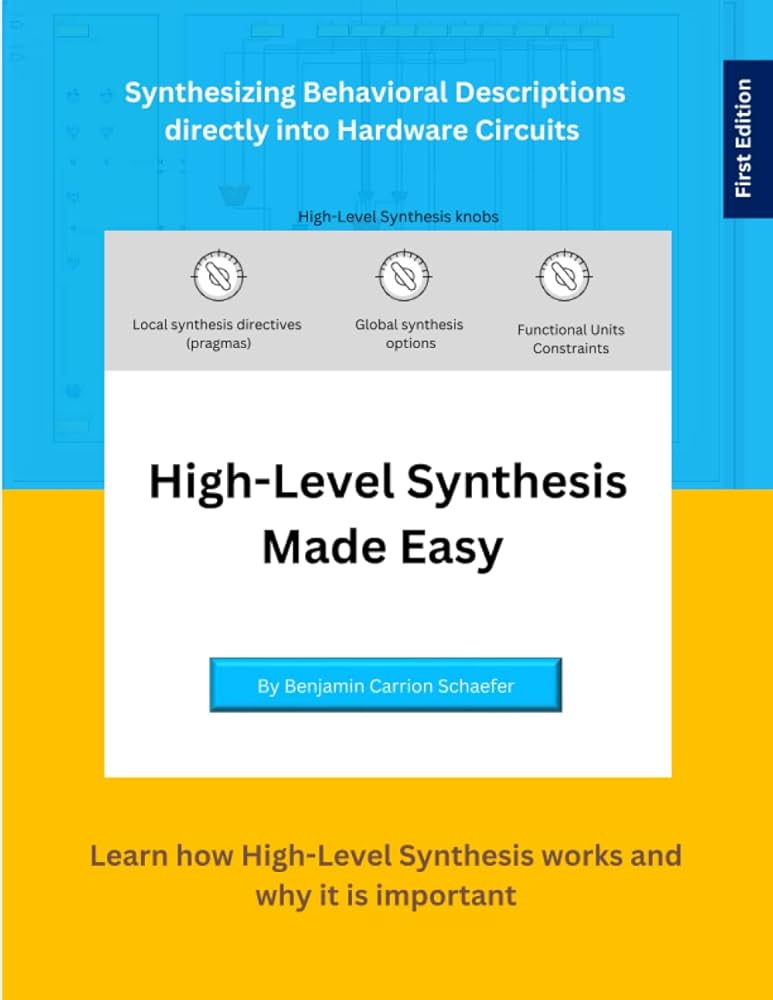 Synthesizing Behavioral Descriptions
directly into Hardware Circuits
First Edition
High-Level Synthesis knobs
Local synthesis directives
(pragmas)
Global synthesis
options
Functional Units
Constraints
High-Level Synthesis
Made Easy
By Benjamin Carrion Schaefer
Learn how High-Level Synthesis works and
why it is important